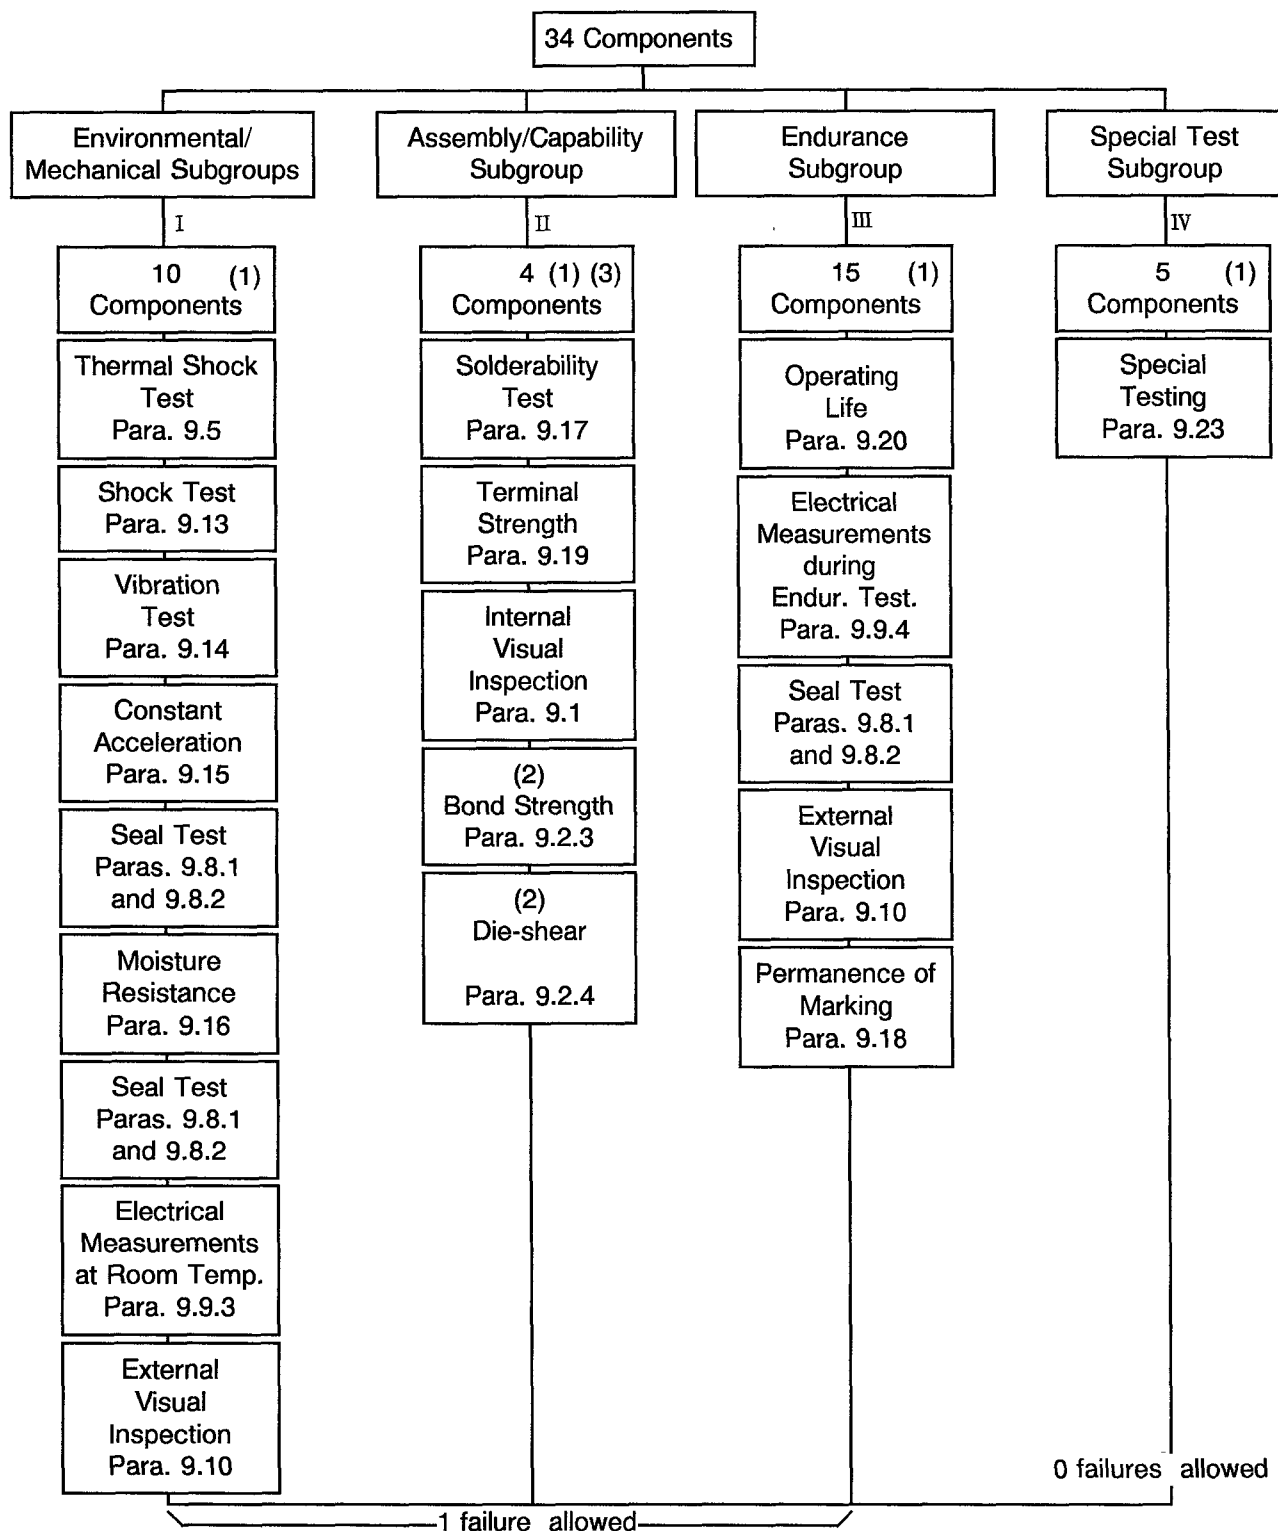 34 Components
Environmental/
Mechanical Subgroups
I
10 (1)
Components
Thermal Shock
Test
Para. 9.5
Shock Test
Para. 9.13
Vibration
Test
Para. 9.14
Constant
Acceleration
Para. 9.15
Seal Test
Paras. 9.8.1
and 9.8.2
Moisture
Resistance
Para. 9.16
Seal Test
Paras. 9.8.1
and 9.8.2
Electrical
Measurements
at Room Temp.
Para. 9.9.3
External
Visual
Inspection
Para. 9.10
Assembly/Capability
Subgroup
II
4 (1) (3)
Components
Solderability
Test
Para. 9.17
Terminal
Strength
Para. 9.19
Internal
Visual
Inspection
Para. 9.1
(2)
Bond Strength
Para. 9.2.3
(2)
Die-shear
Para. 9.2.4
Endurance
Subgroup
III
15 (1)
Components
Operating
Life
Para. 9.20
Electrical
Measurements
during
Endur. Test.
Para. 9.9.4
Seal Test
Paras. 9.8.1
and 9.8.2
External
Visual
Inspection
Para. 9.10
Permanence of
Marking
Para. 9.18
Special Test
Subgroup
IV
5 (1)
Components
Special
Testing
Para. 9.23
0 failures allowed
1 failure allowed